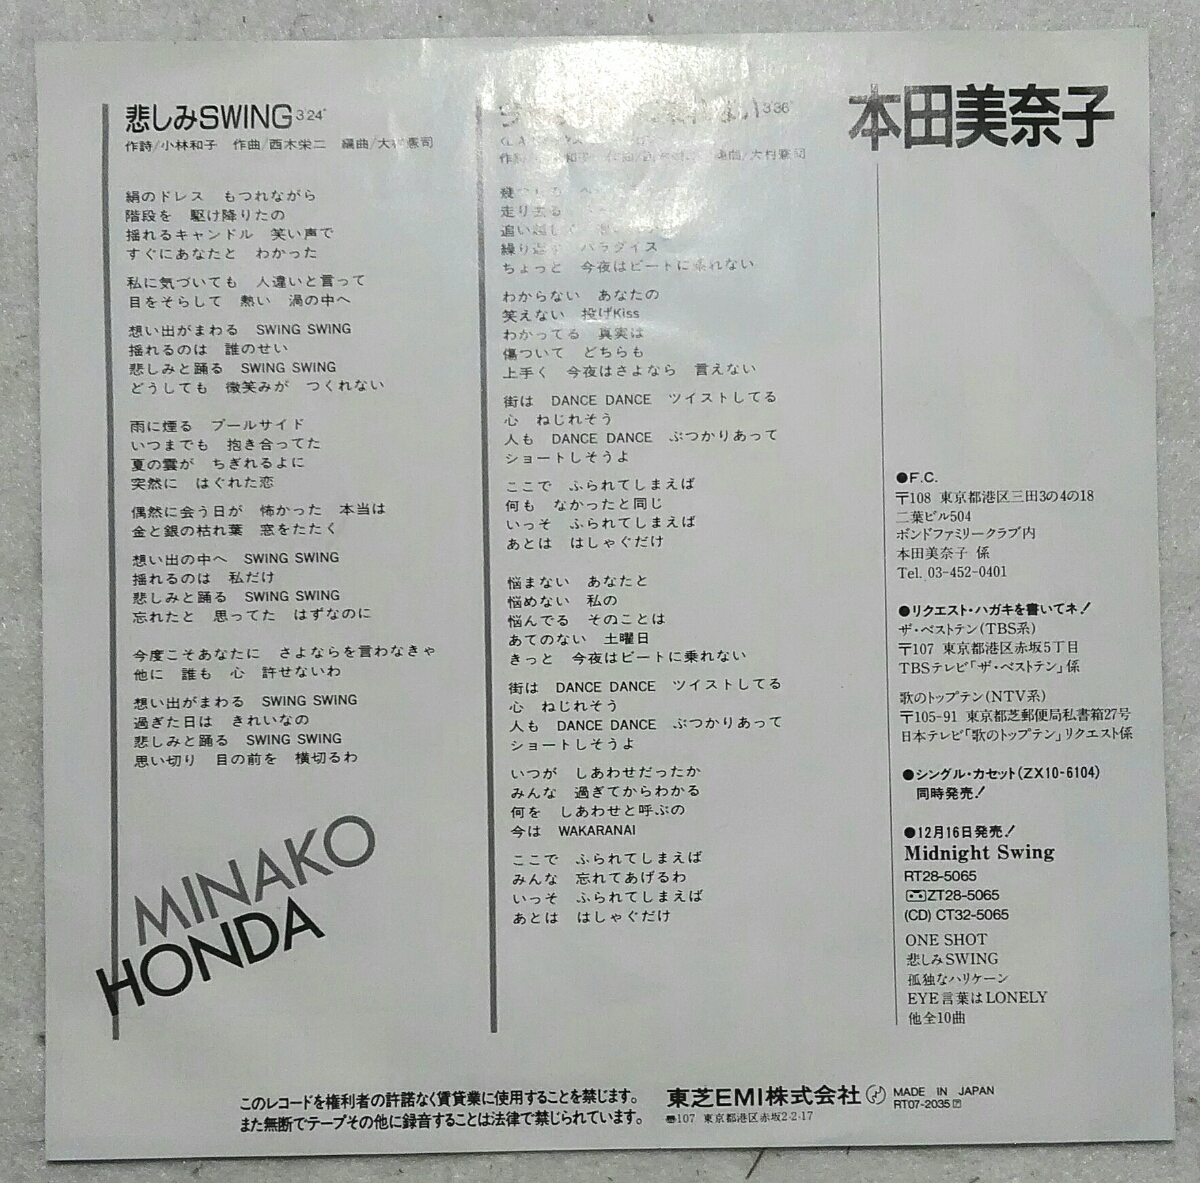 悲しみSWING 3'24"
作詩/小林和子 作曲/西木栄二 編曲/大村憲司
絹のドレス もつれながら
階段を 駆け降りたの
揺れるキャンドル 笑い声で
すぐにあなたと わかった
私に気づいても 人違いと言って
目をそらして 熱い 渦の中へ
想い出がまわる SWING SWING
揺れるのは 誰のせい
悲しみと踊る SWING SWING
どうしても 微笑みが つくれない
雨に煙る プールサイド
いつまでも 抱き合ってた
夏の雲が ちぎれるよに
突然に はぐれた恋
偶然に会う日が 怖かった 本当は
金と銀の枯れ葉 窓をたたく
想い出の中へ SWING SWING
揺れるのは 私だけ
悲しみと踊る SWING SWING
忘れたと 思ってた はずなのに
今度こそあなたに さよならを言わなきゃ
他に 誰も 心 許せないわ
想い出がまわる SWING SWING
過ぎた日は きれいなの
悲しみと踊る SWING SWING
思い切り 目の前を 横切るわ
MINAKO
HONDA
3'36"
編曲/大村憲司
走り去る
追い越して
繰り返す パラダイス
ちょっと 今夜はビートに乗れない
わからない あなたの
笑えない 投げKiss
わかってる 真実は
傷ついて どちらも
上手く 今夜はさよなら 言えない
街は DANCE DANCE ツイストしてる
心 ねじれそう
人も DANCE DANCE ぶつかりあって
ショートしそうよ
ここで ふられてしまえば
何も なかったと同じ
いっそ ふられてしまえば
あとは はしゃぐだけ
悩まない あなたと
悩めない 私の
悩んでる そのことは
あてのない 土曜日
きっと 今夜はビートに乗れない
街は DANCE DANCE ツイストしてる
心 ねじれそう
人も DANCE DANCE ぶつかりあって
ショートしそうよ
いつが しあわせだったか
みんな 過ぎてからわかる
何を しあわせと呼ぶの
今は WAKARANAI
ここで ふられてしまえば
みんな 忘れてあげるわ
いっそ ふられてしまえば
あとは はしゃぐだけ
本田美奈子
●F.C.
〒108 東京都港区三田3の4の18
二葉ビル504
ボンドファミリークラブ内
本田美奈子 係
Tel. 03-452-0401
●リクエスト・ハガキを書いてネ!
ザ・ベストテン(TBS系)
〒107 東京都港区赤坂5丁目
TBSテレビ「ザ・ベストテン」係
歌のトップテン(NTV系)
〒105-91 東京都芝郵便局私書箱27号
日本テレビ「歌のトップテン」リクエスト係
●シングル・カセット(ZX10-6104)
同時発売!
●12月16日発売!
Midnight Swing
RT28-5065
ZT28-5065
(CD) CT32-5065
ONE SHOT
悲しみSWING
孤独なハリケーン
EYE言葉はLONELY
他全10曲
このレコードを権利者の許諾なく賃貸業に使用することを禁じます。
また無断でテープその他に録音することは法律で禁じられています。
東芝EMI株式会社
107 東京都港区赤坂2-2-17
MADE IN JAPAN
RT07-2035